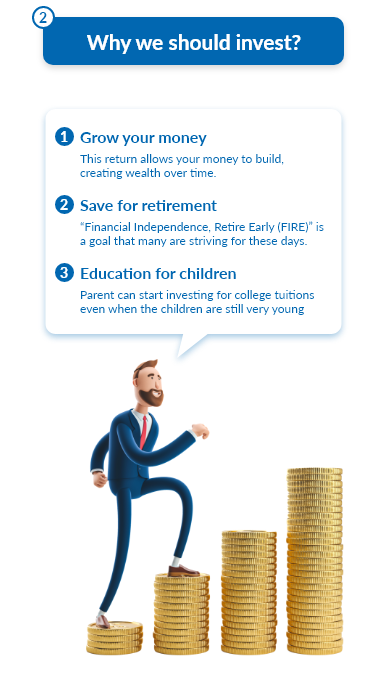 2
Why we should invest?
1 Grow your money
This return allows your money to build,
creating wealth over time.
2 Save for retirement
“Financial Independence, Retire Early (FIRE)” is
a goal that many are striving for these days.
3 Education for children
Parent can start investing for college tuitions
even when the children are still very young